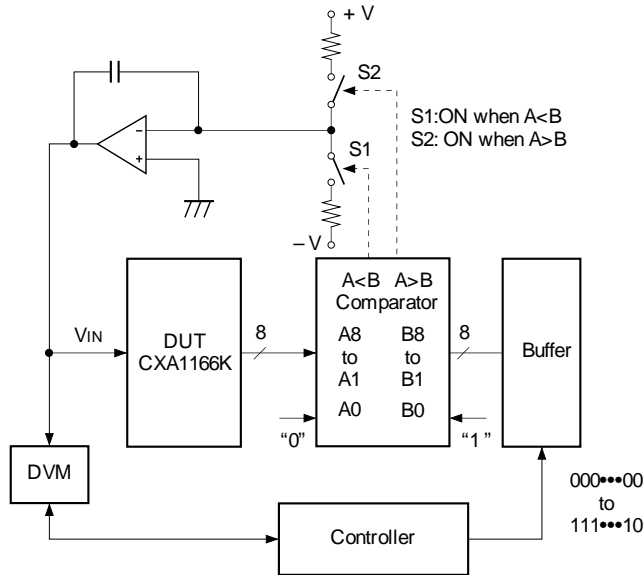 + V
S2
S1:ON when A<B
S2: ON when A>B
−
+
S1
– V
A<B A>B
Comparator
A8 B8
to to
A1 B1
A0 B0
DUT
CXA1166K
8
8
Buffer
VIN
“0”
“1”
DVM
Controller
000•••00
to
111•••10